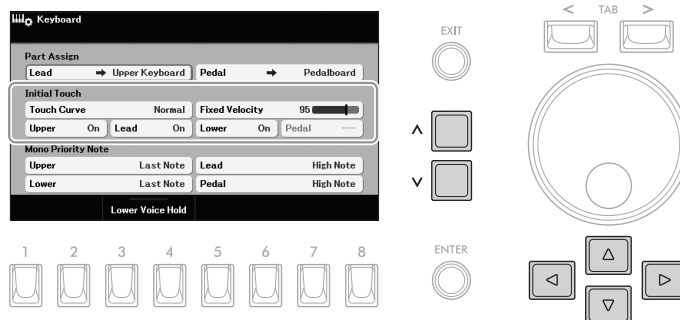 Keyboard
Part Assign
Lead ➡ Upper Keyboard Pedal ➡ Pedalboard
Initial Touch
Touch Curve Normal Fixed Velocity 95
Upper On Lead On Lower On Pedal ---
Mono Priority Note
Upper Last Note Lead High Note
Lower Last Note Pedal High Note
Lower Voice Hold
1 2 3 4 5 6 7 8
EXIT
ENTER
< TAB >